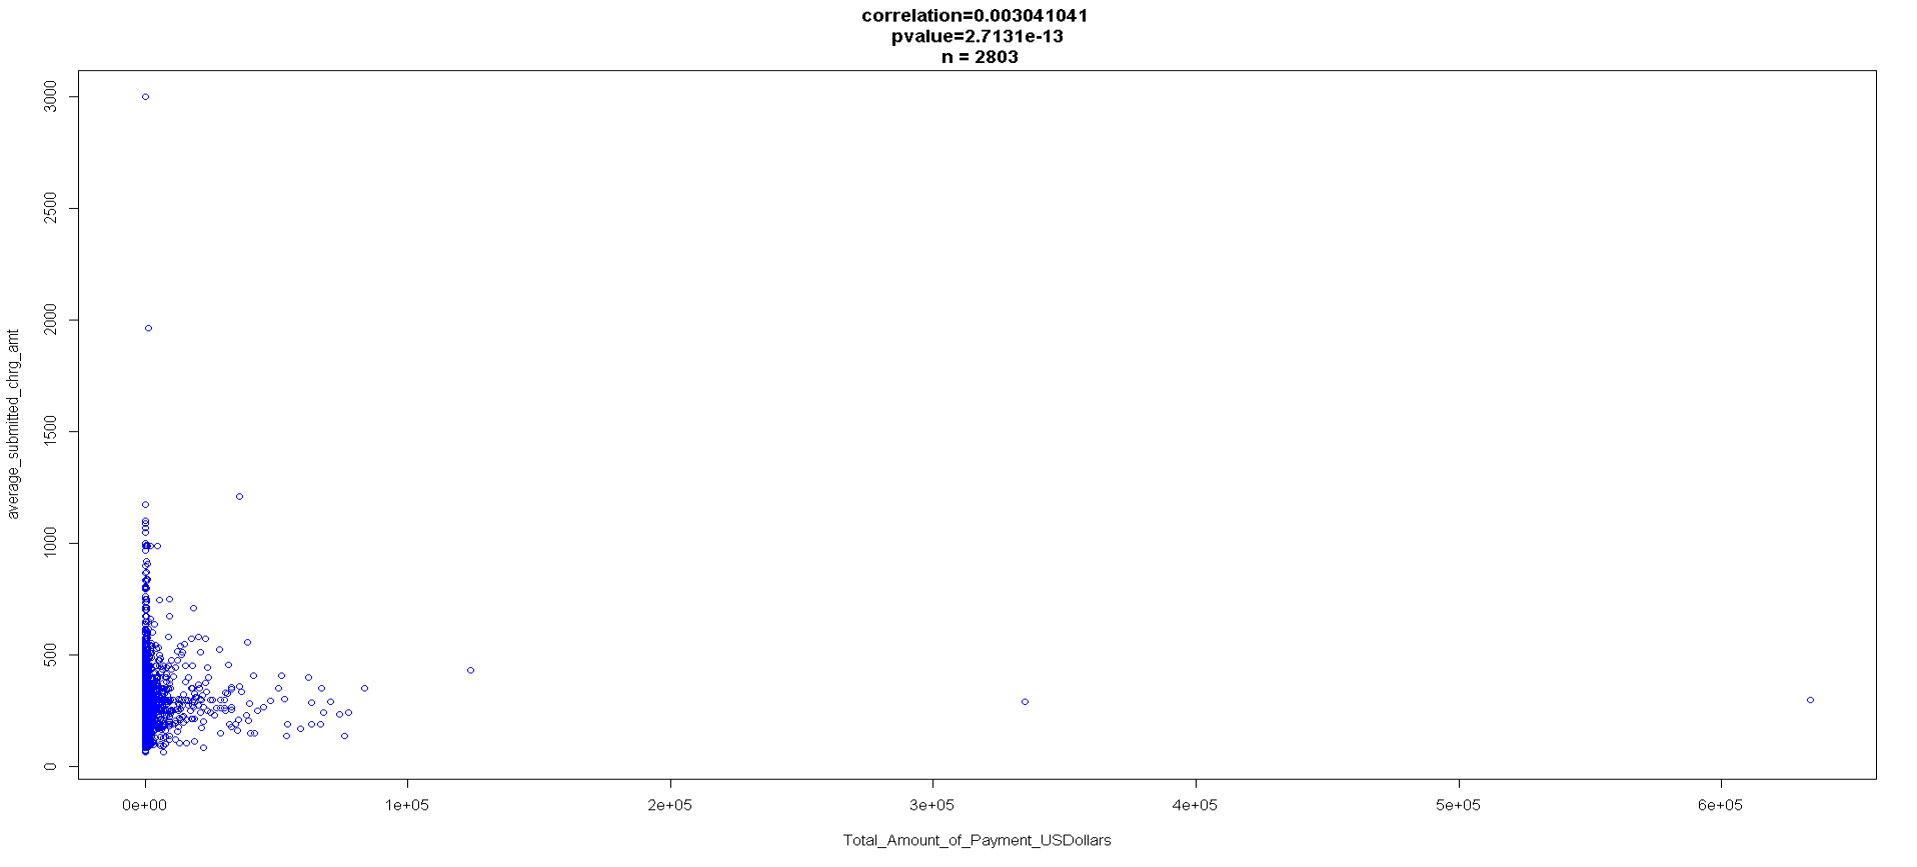 correlation=0.003041041
pvalue=2.7131e-13
n = 2803
average_submitted_chrg_amt
3000
2500
2000
1500
1000
500
0
0e+00 1e+05 2e+05 3e+05 4e+05 5e+05 6e+05
Total_Amount_of_Payment_USDollars